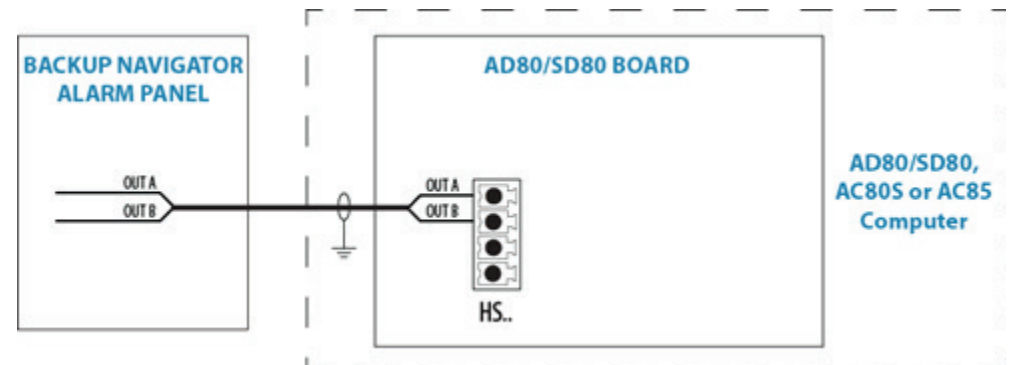 BACKUP NAVIGATOR
ALARM PANEL
AD80/SD80 BOARD
AD80/SD80,
AC80S or AC85
Computer
OUT A
OUT B
OUT A
OUT B
HS..